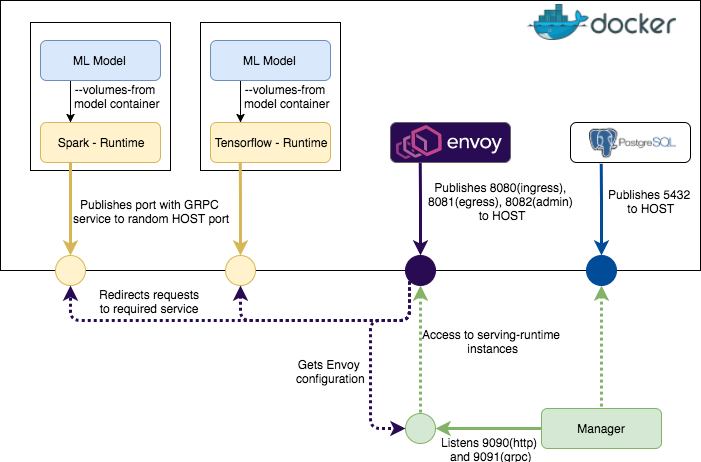 docker
ML Model
ML Model
--volumes-from
model container
--volumes-from
model container
Spark - Runtime
Tensorflow - Runtime
envoy
PostgreSQL
Publishes port with GRPC
service to random HOST port
Publishes 8080(ingress),
8081(egress), 8082(admin)
to HOST
Publishes 5432
to HOST
Redirects requests
to required service
Access to serving-runtime
instances
Gets Envoy
configuration
Manager
Listens 9090(http)
and 9091(grpc)